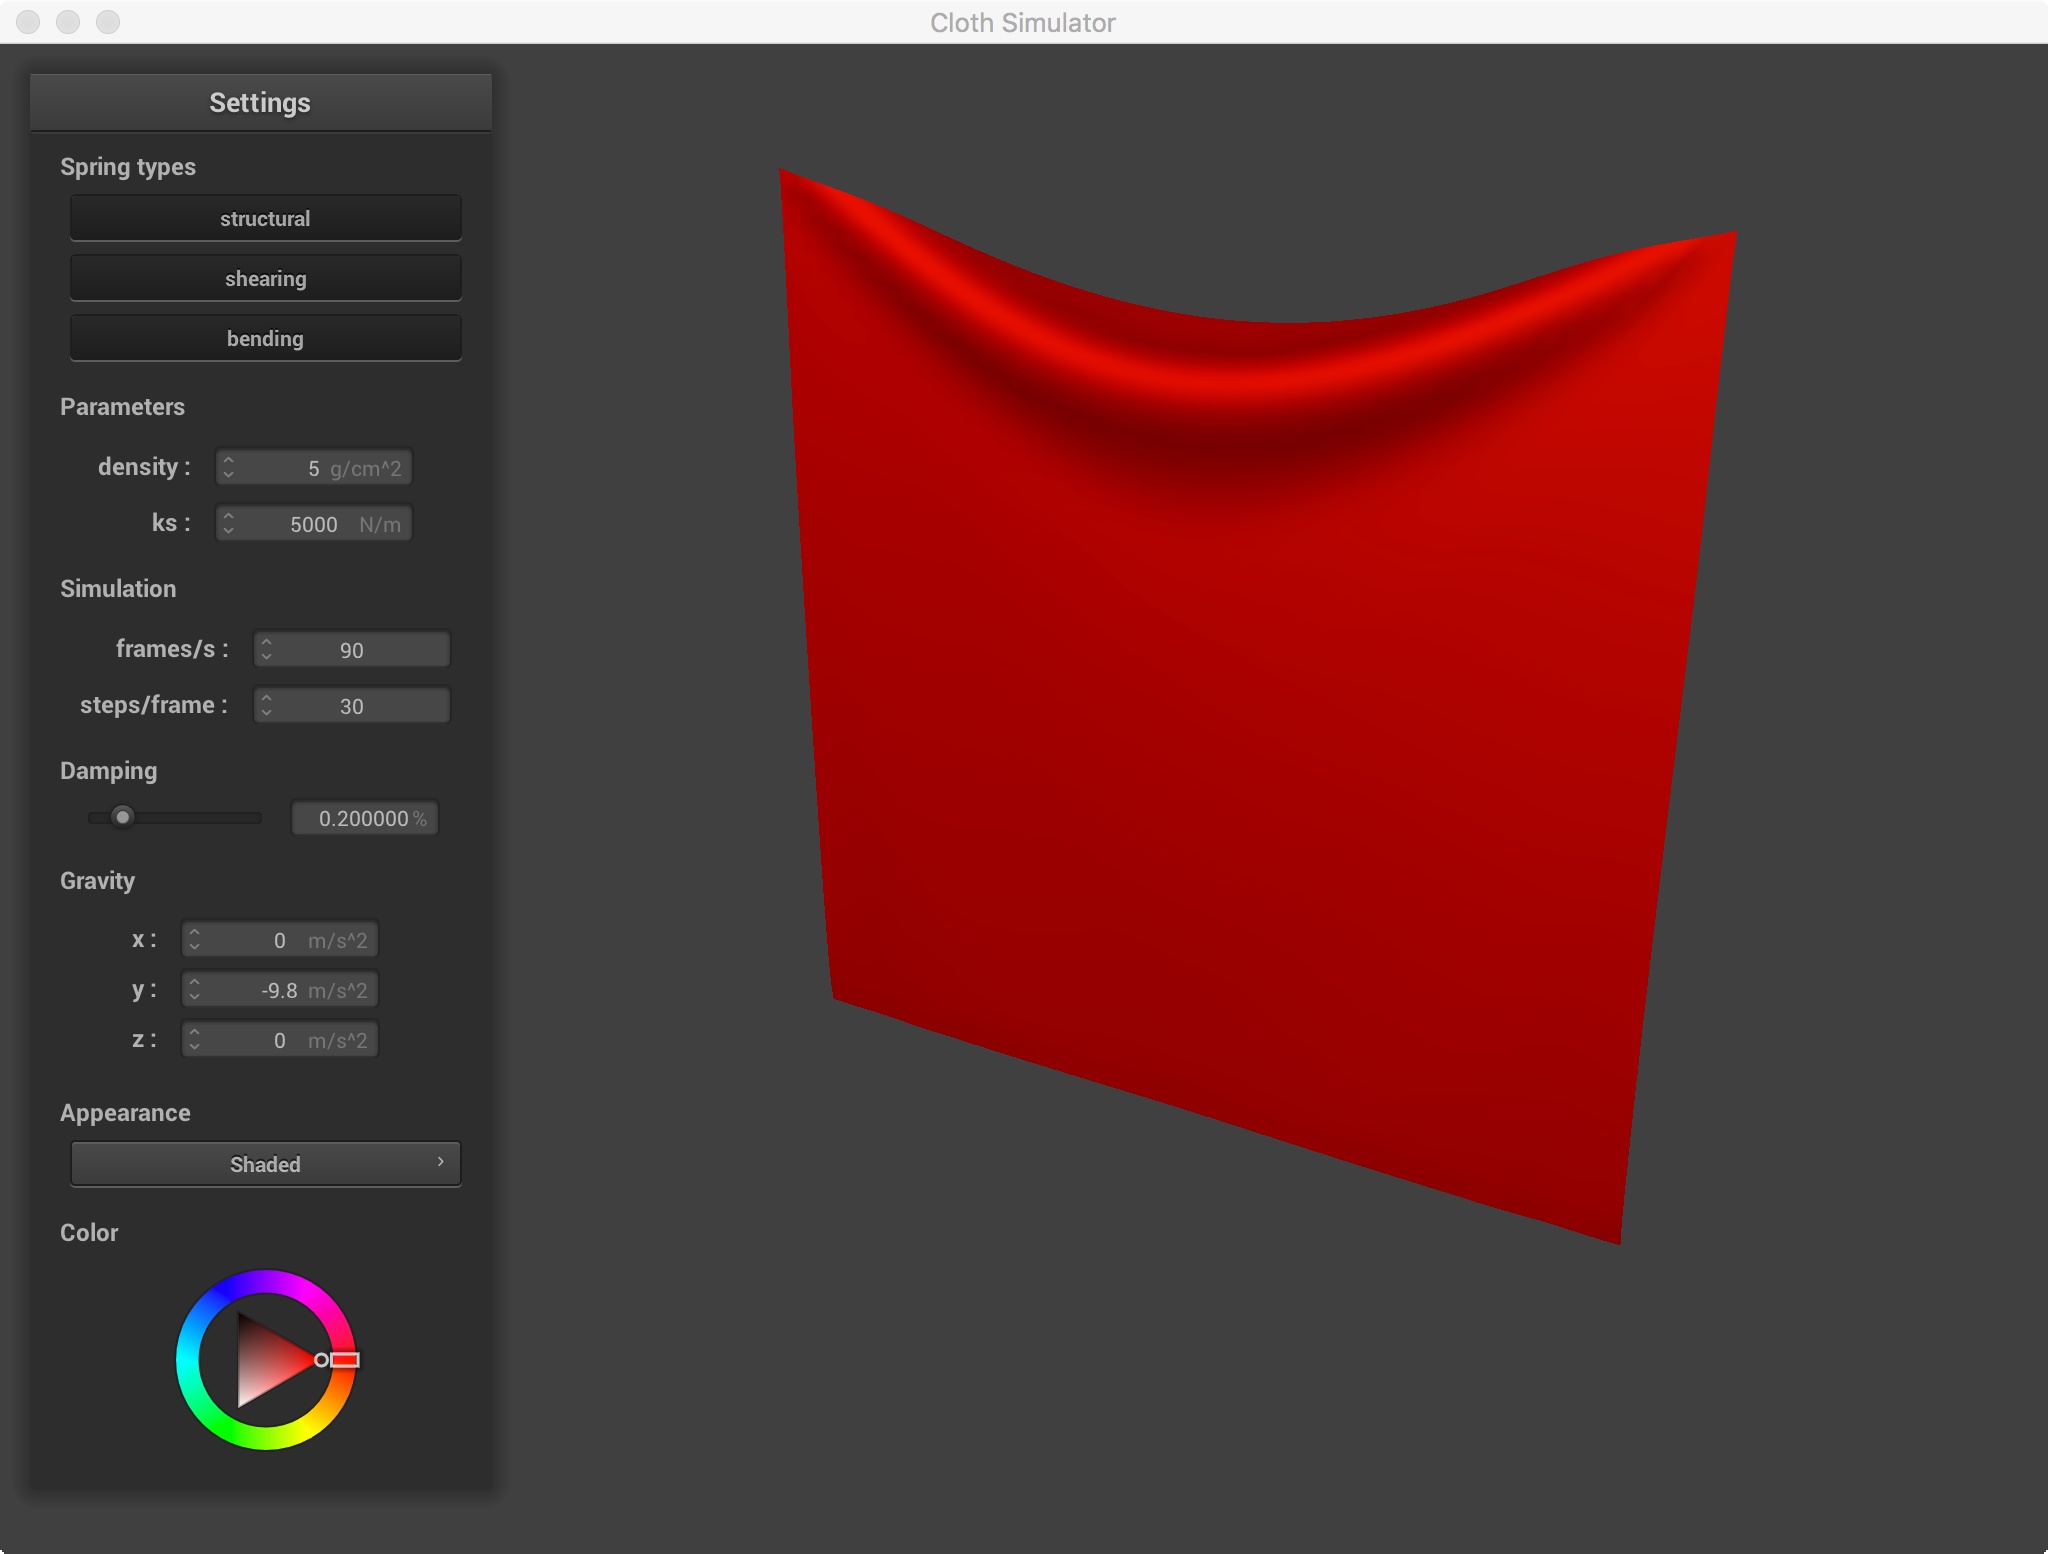 Cloth Simulator
Settings
Spring types
structural
shearing
bending
Parameters
density : 5 g/cm^2
ks : 5000 N/m
Simulation
frames/s : 90
steps/frame : 30
Damping
0.200000 %
Gravity
x : 0 m/s^2
y : -9.8 m/s^2
z : 0 m/s^2
Appearance
Shaded
Color